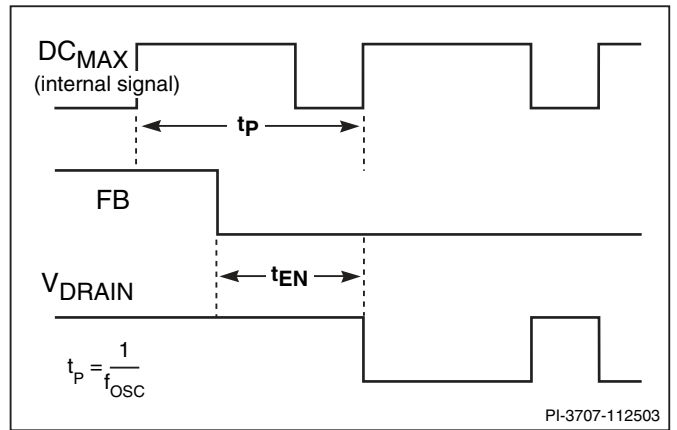 DCMAX
(internal signal)
tP
FB
tEN
VDRAIN
tP = 1/fOSC
PI-3707-112503